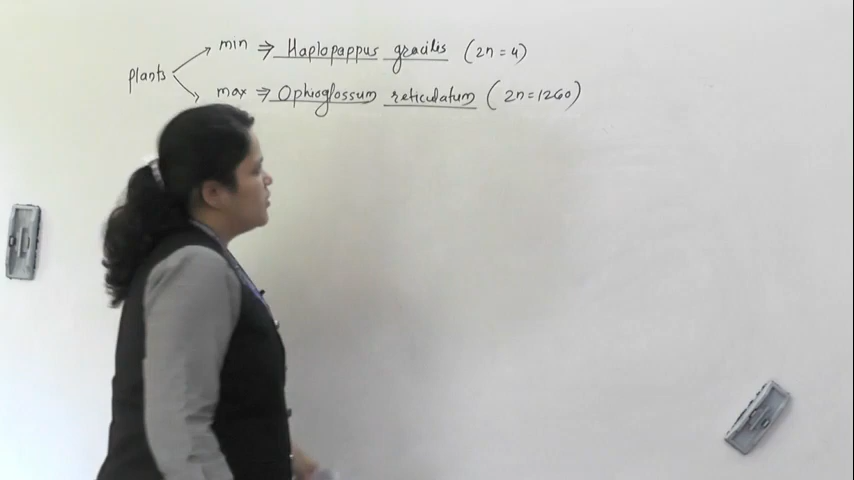 plants
min ⇒ Haplopappus gracilis (2n = 4)
max ⇒ Ophioglossum reticulatum (2n = 1260)